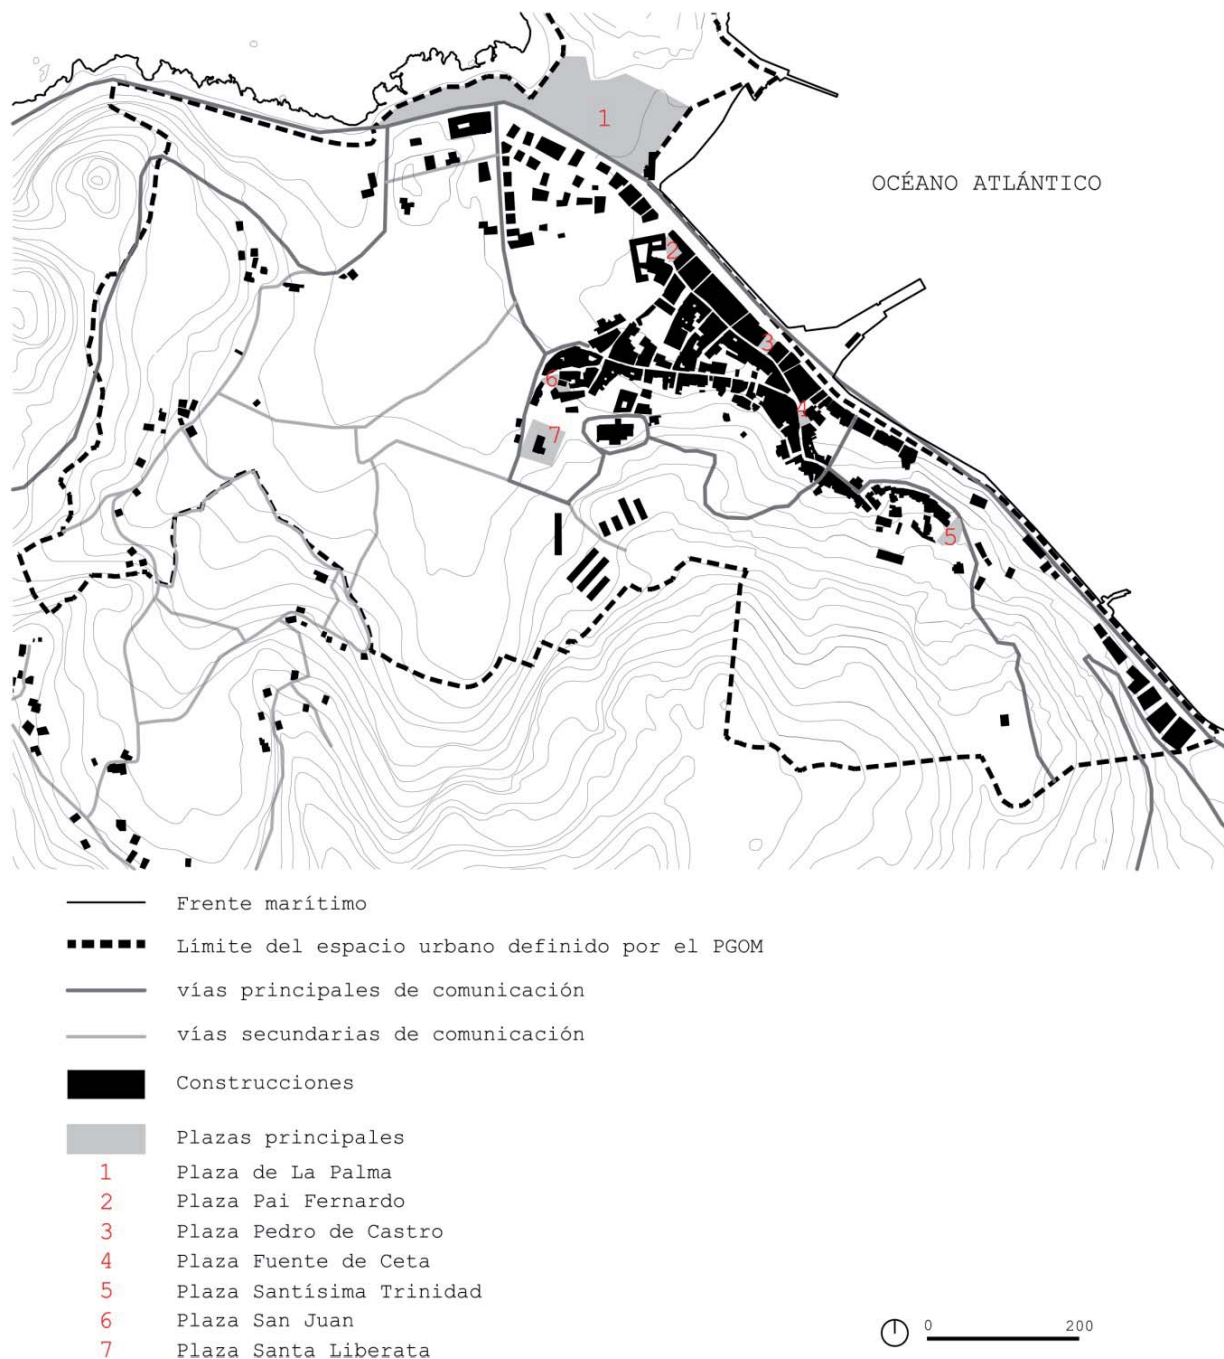 1
OCÉANO ATLÁNTICO
2
3
6
4
7
5
Frente marítimo
Límite del espacio urbano definido por el PGOM
vías principales de comunicación
vías secundarias de comunicación
Construcciones
Plazas principales
1 Plaza de La Palma
2 Plaza Pai Fernardo
3 Plaza Pedro de Castro
4 Plaza Fuente de Ceta
5 Plaza Santísima Trinidad
6 Plaza San Juan
7 Plaza Santa Liberata
0 200